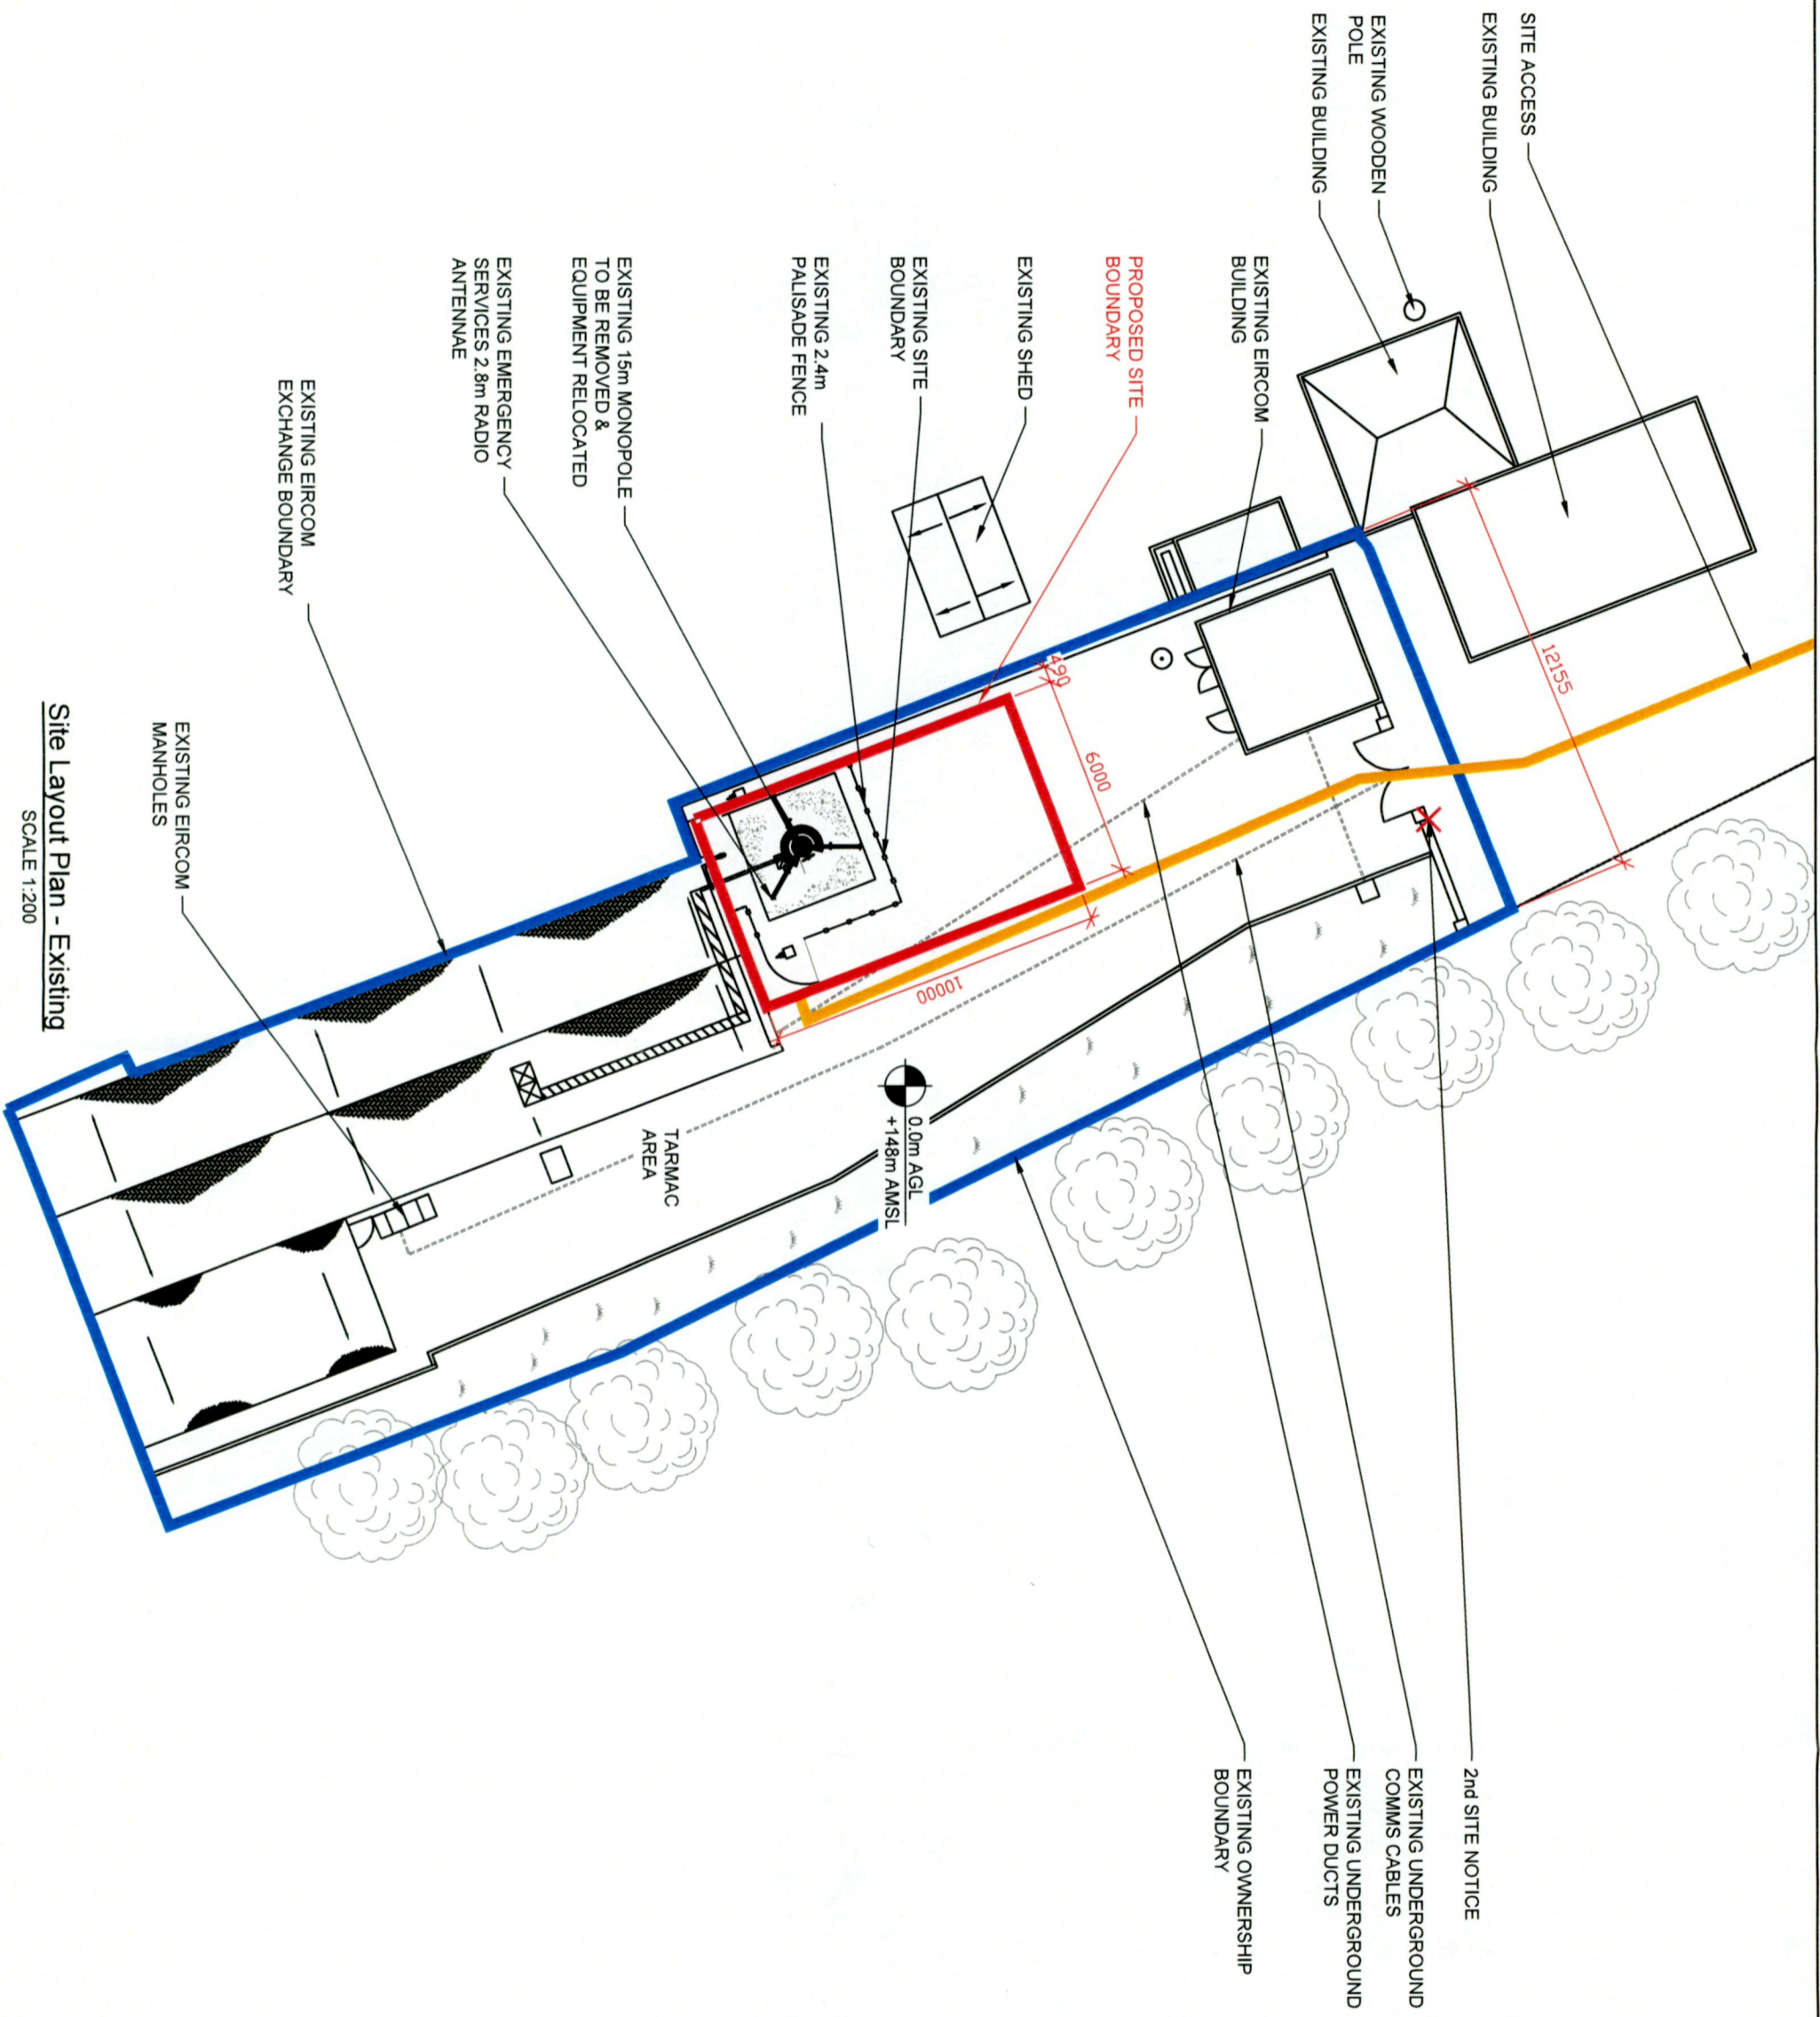 SITE ACCESS
EXISTING BUILDING
EXISTING WOODEN
POLE
EXISTING BUILDING
EXISTING EIRCOM
BUILDING
PROPOSED SITE
BOUNDARY
EXISTING SHED
EXISTING SITE
BOUNDARY
EXISTING 2.4m
PALISADE FENCE
EXISTING 15m MONOPOLE
TO BE REMOVED &
EQUIPMENT RELOCATED
EXISTING EMERGENCY
SERVICES 2.8m RADIO
ANTENNAE
EXISTING EIRCOM
EXCHANGE BOUNDARY
EXISTING EIRCOM
MANHOLES
12155
490
6000
10000
0.0m AGL
+148m AMSL
TARMAC
AREA
2nd SITE NOTICE
EXISTING UNDERGROUND
COMMS CABLES
EXISTING UNDERGROUND
POWER DUCTS
EXISTING OWNERSHIP
BOUNDARY
Site Layout Plan - Existing
SCALE 1:200